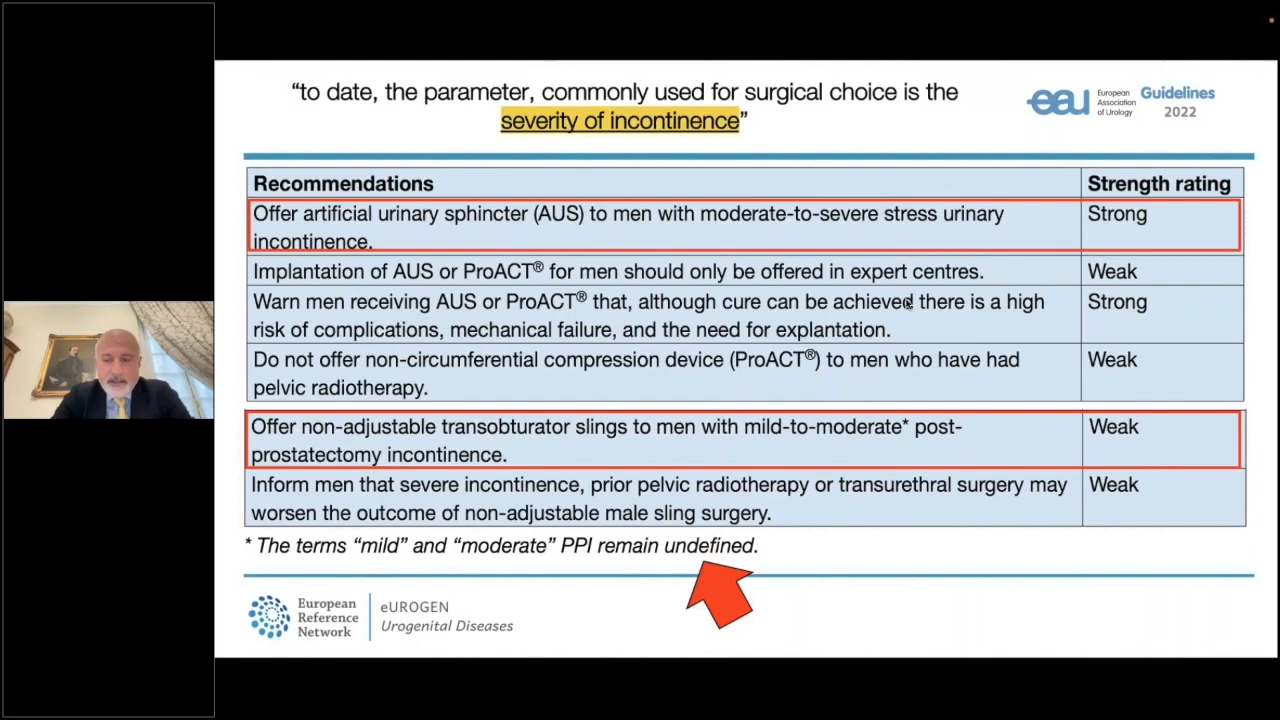 “to date, the parameter, commonly used for surgical choice is the
severity of incontinence”
eau
European
Association
of Urology
Guidelines
2022
Recommendations
Strength rating
Offer artificial urinary sphincter (AUS) to men with moderate-to-severe stress urinary
incontinence.
Strong
Implantation of AUS or ProACT® for men should only be offered in expert centres.
Weak
Warn men receiving AUS or ProACT® that, although cure can be achieved there is a high
risk of complications, mechanical failure, and the need for explantation.
Strong
Do not offer non-circumferential compression device (ProACT®) to men who have had
pelvic radiotherapy.
Weak
Offer non-adjustable transobturator slings to men with mild-to-moderate* post-
prostatectomy incontinence.
Weak
Inform men that severe incontinence, prior pelvic radiotherapy or transurethral surgery may
worsen the outcome of non-adjustable male sling surgery.
Weak
* The terms “mild” and “moderate” PPI remain undefined.
European
Reference
Network
eUROGEN
Urogenital Diseases